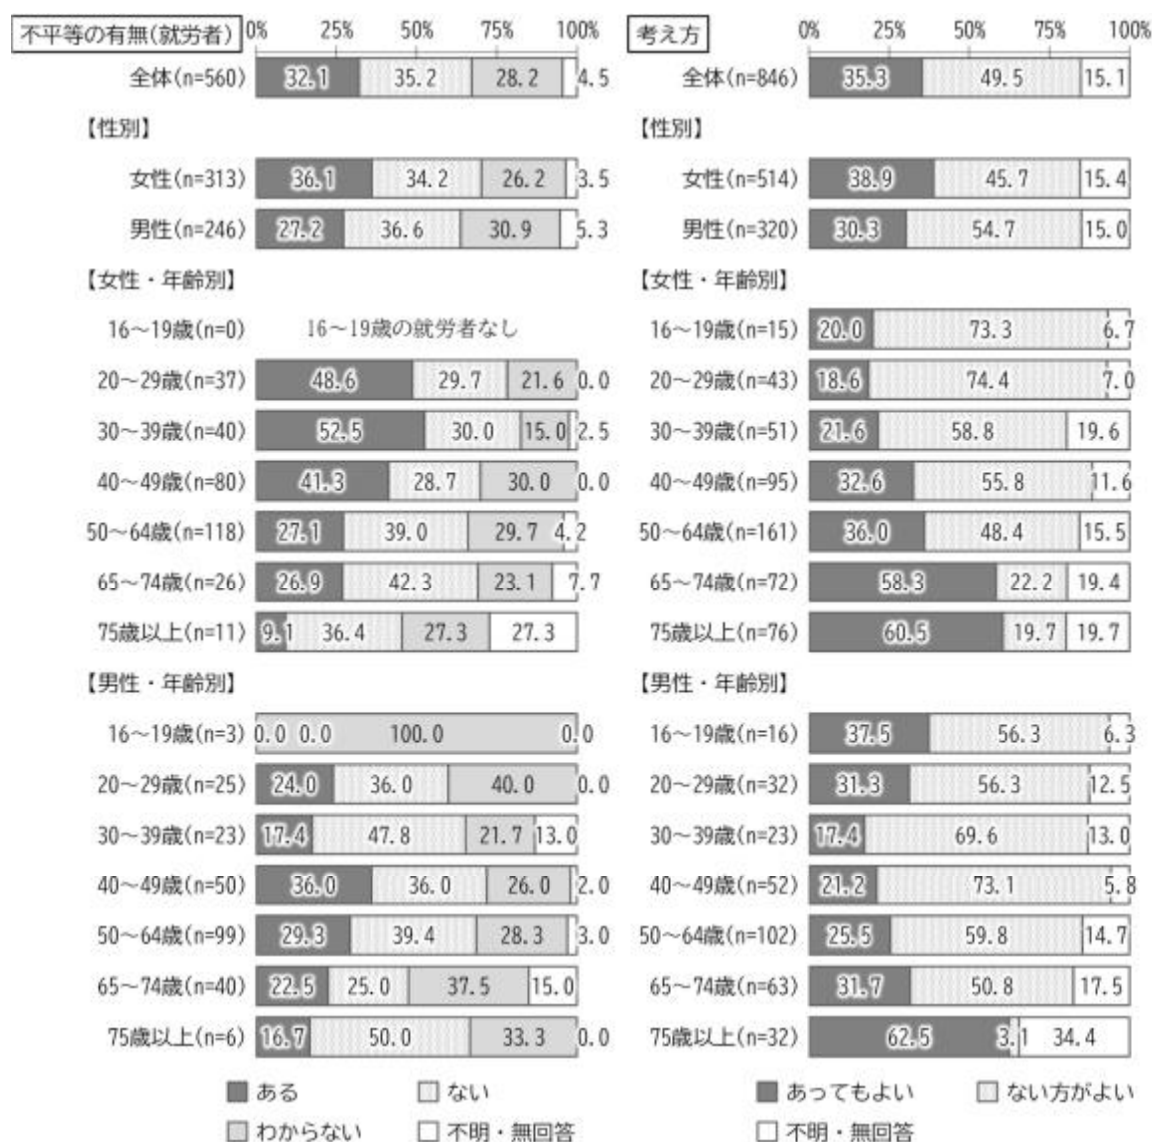 不平等の有無(就労者)
0% 25% 50% 75% 100%
全体(n=560) 32.1 35.2 28.2 4.5
【性別】
女性(n=313) 36.1 34.2 26.2 3.5
男性(n=246) 27.2 36.6 30.9 5.3
【女性・年齢別】
16～19歳(n=0) 16～19歳の就労者なし
20～29歳(n=37) 48.6 29.7 21.6 0.0
30～39歳(n=40) 52.5 30.0 15.0 2.5
40～49歳(n=80) 41.3 28.7 30.0 0.0
50～64歳(n=118) 27.1 39.0 29.7 4.2
65～74歳(n=26) 26.9 42.3 23.1 7.7
75歳以上(n=11) 9.1 36.4 27.3 27.3
【男性・年齢別】
16～19歳(n=3) 0.0 0.0 100.0 0.0
20～29歳(n=25) 24.0 36.0 40.0 0.0
30～39歳(n=23) 17.4 47.8 21.7 13.0
40～49歳(n=50) 36.0 36.0 26.0 2.0
50～64歳(n=99) 29.3 39.4 28.3 3.0
65～74歳(n=40) 22.5 25.0 37.5 15.0
75歳以上(n=6) 16.7 50.0 33.3 0.0
ある ない
わからない 不明・無回答
考え方
0% 25% 50% 75% 100%
全体(n=846) 35.3 49.5 15.1
【性別】
女性(n=514) 38.9 45.7 15.4
男性(n=320) 30.3 54.7 15.0
【女性・年齢別】
16～19歳(n=15) 20.0 73.3 6.7
20～29歳(n=43) 18.6 74.4 7.0
30～39歳(n=51) 21.6 58.8 19.6
40～49歳(n=95) 32.6 55.8 11.6
50～64歳(n=161) 36.0 48.4 15.5
65～74歳(n=72) 58.3 22.2 19.4
75歳以上(n=76) 60.5 19.7 19.7
【男性・年齢別】
16～19歳(n=16) 37.5 56.3 6.3
20～29歳(n=32) 31.3 56.3 12.5
30～39歳(n=23) 17.4 69.6 13.0
40～49歳(n=52) 21.2 73.1 5.8
50～64歳(n=102) 25.5 59.8 14.7
65～74歳(n=63) 31.7 50.8 17.5
75歳以上(n=32) 62.5 3.1 34.4
あってもよい ない方がよい
不明・無回答